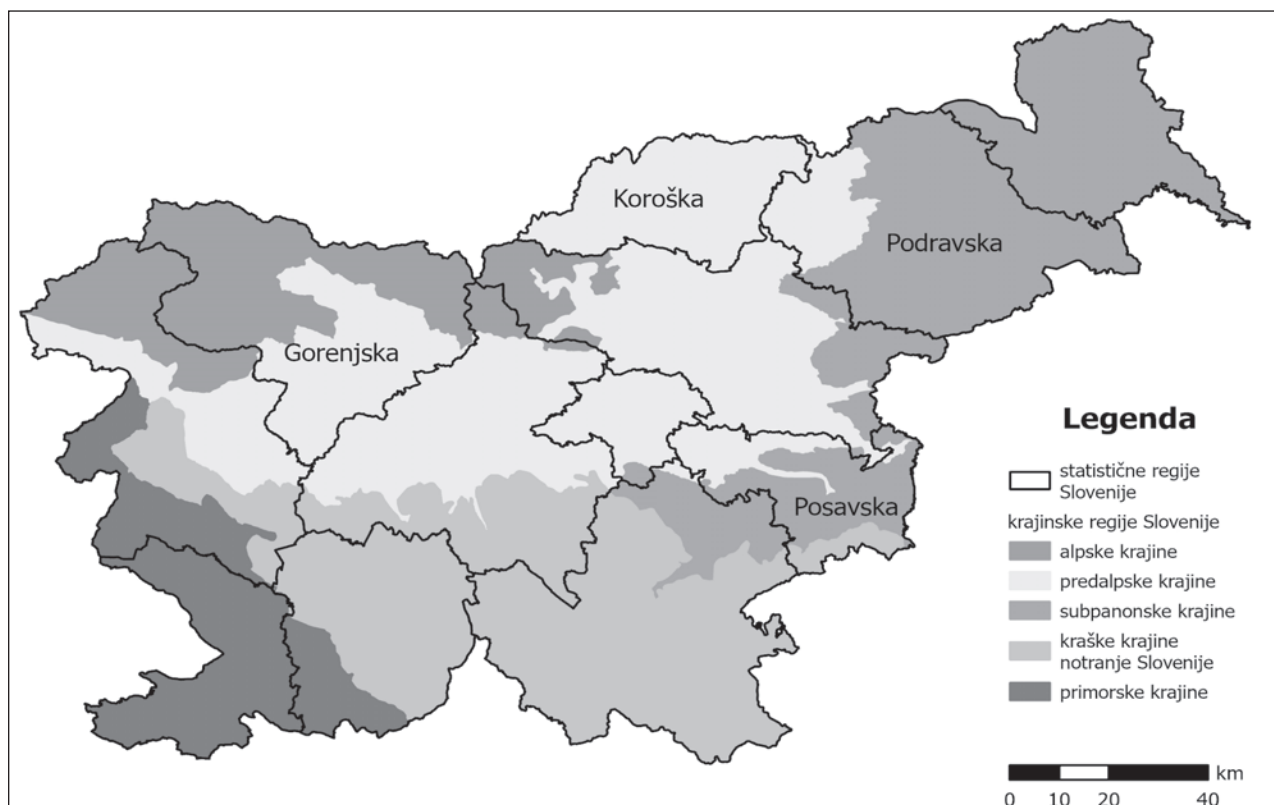 Koroška
Podravska
Gorenjska
Posavska
Legenda
statistične regije
Slovenije
krajinske regije Slovenije
alpske krajine
predalpske krajine
subpanonske krajine
kraške krajine
notranje Slovenije
primorske krajine
km
0 10 20 40